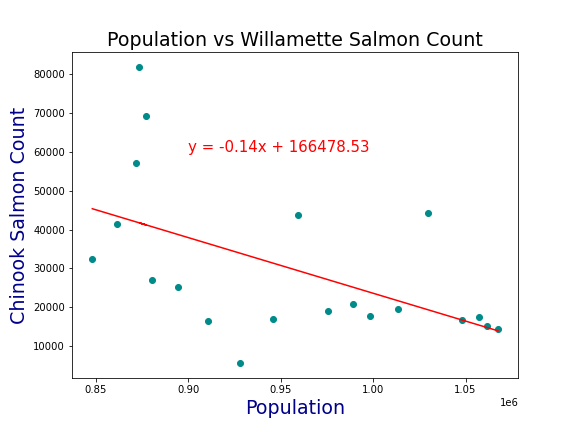 Population vs Willamette Salmon Count
80000
70000
60000
50000
40000
30000
20000
10000
Chinook Salmon Count
y = -0.14x + 166478.53
0.85 0.90 0.95 1.00 1.05
1e6
Population